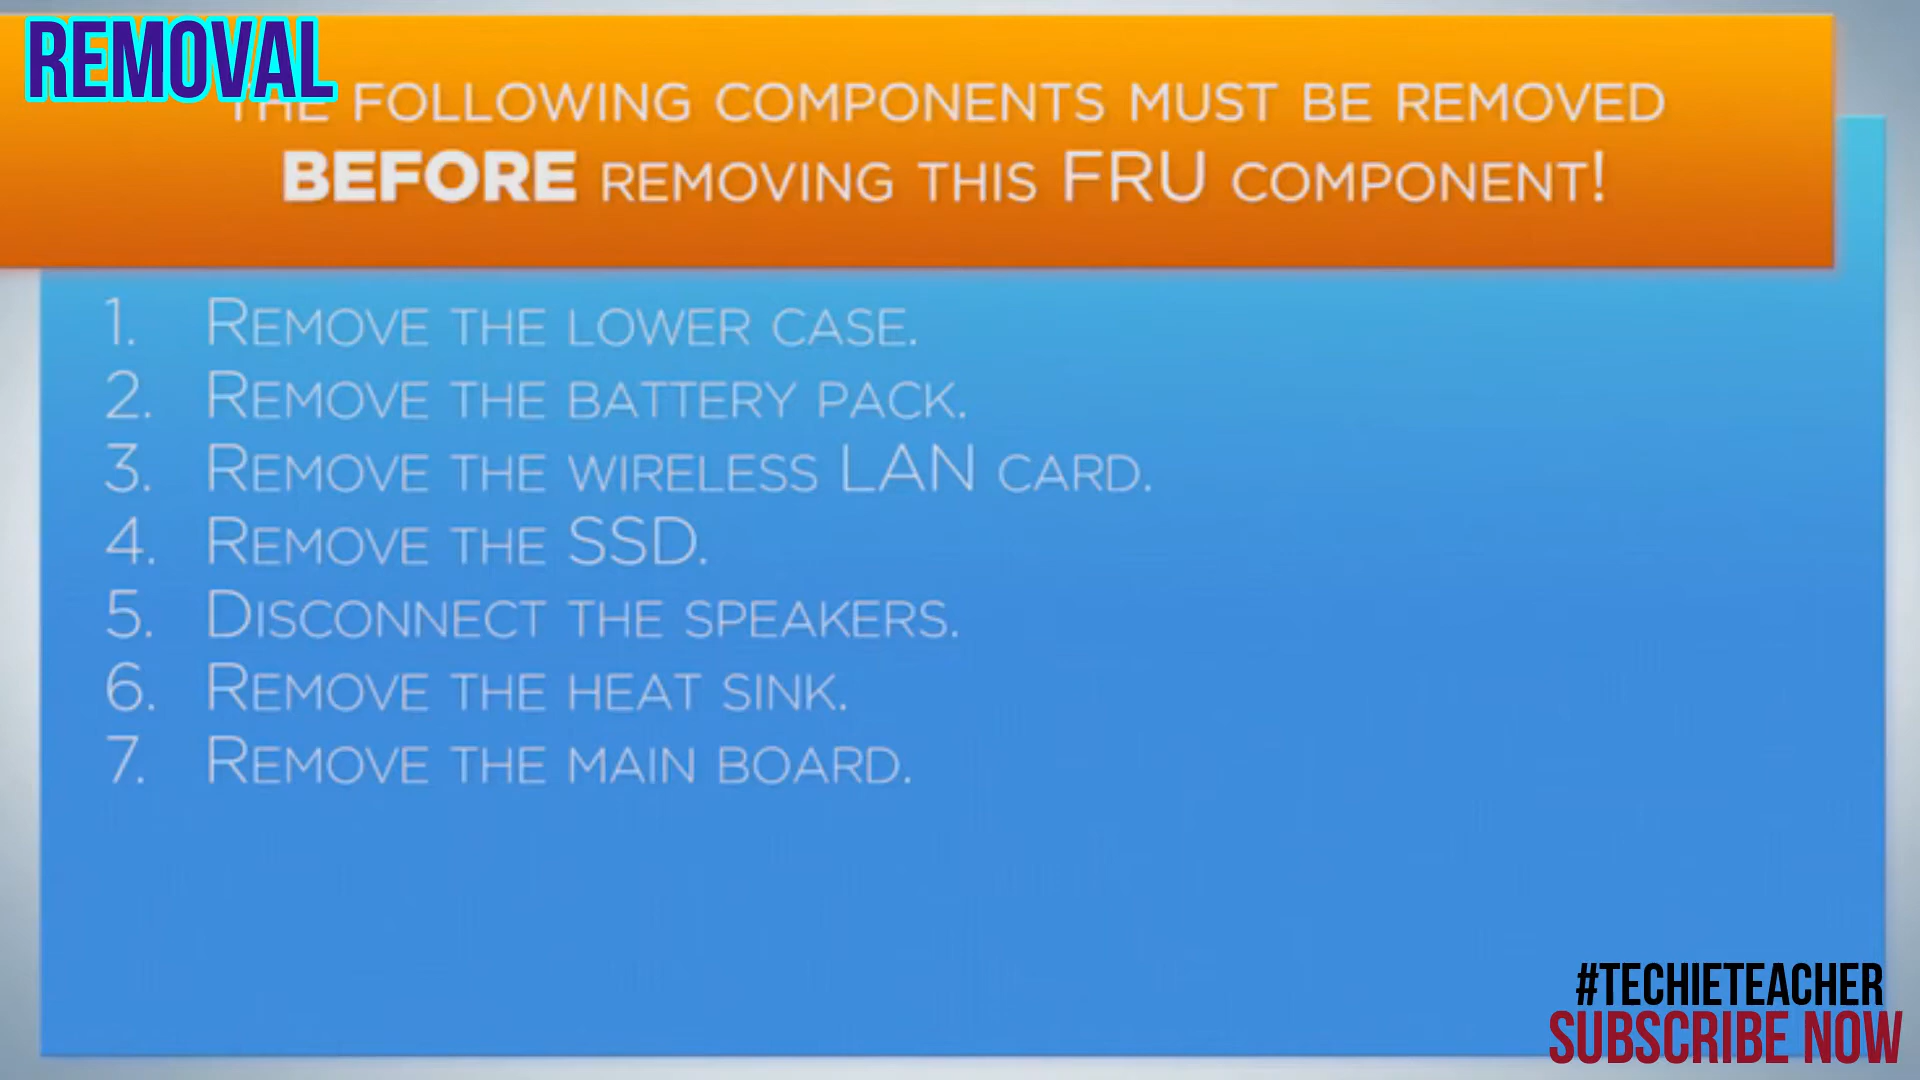 REMOVAL
THE FOLLOWING COMPONENTS MUST BE REMOVED
BEFORE REMOVING THIS FRU COMPONENT!
1. REMOVE THE LOWER CASE.
2. REMOVE THE BATTERY PACK.
3. REMOVE THE WIRELESS LAN CARD.
4. REMOVE THE SSD.
5. DISCONNECT THE SPEAKERS.
6. REMOVE THE HEAT SINK.
7. REMOVE THE MAIN BOARD.
#TECHIETEACHER
SUBSCRIBE NOW